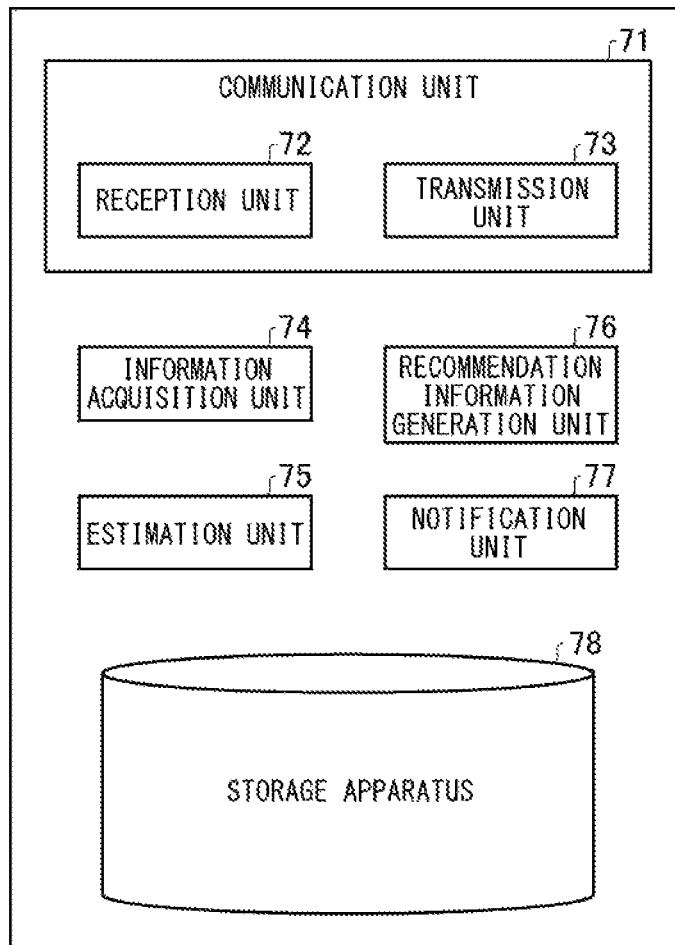 71
COMMUNICATION UNIT
72
RECEPTION UNIT
73
TRANSMISSION
UNIT
74
INFORMATION
ACQUISITION UNIT
76
RECOMMENDATION
INFORMATION
GENERATION UNIT
75
ESTIMATION UNIT
77
NOTIFICATION
UNIT
78
STORAGE APPARATUS